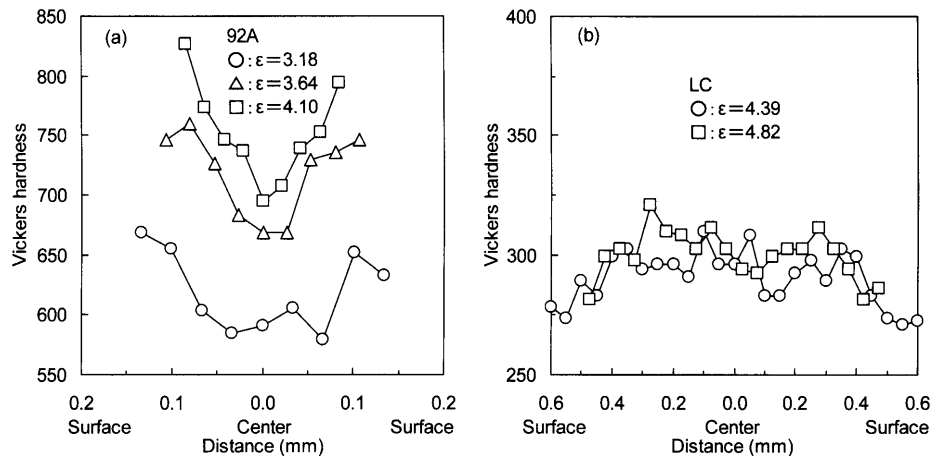 (a)
92A
○: ε=3.18
△: ε=3.64
□: ε=4.10
850
800
750
700
650
600
550
Vickers hardness
0.2 0.1 0.0 0.1 0.2
Surface Center Surface
Distance (mm)
(b)
LC
○: ε=4.39
□: ε=4.82
400
350
300
250
Vickers hardness
0.6 0.4 0.2 0.0 0.2 0.4 0.6
Surface Center Surface
Distance (mm)